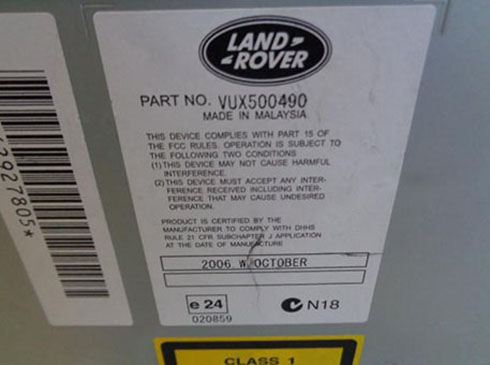 LAND-
-ROVER
PART NO. VUX500490
MADE IN MALAYSIA
THIS DEVICE COMPLIES WITH PART 15 OF
THE FCC RULES. OPERATION IS SUBJECT TO
THE FOLLOWING TWO CONDITIONS
(1)THIS DEVICE MAY NOT CAUSE HARMFUL
INTERFERENCE
(2)THIS DEVICE MUST ACCEPT ANY INTER-
FERENCE RECEIVED INCLUDING INTER-
FERENCE THAT MAY CAUSE UNDESIRED
OPERATION.
PRODUCT IS CERTIFIED BY THE
MANUFACTURER TO COMPLY WITH DHHS
RULE 21 CFR SUBCHAPTER J APPLICATION
AT THE DATE OF MANUFACTURE
2006 W OCTOBER
e 24
020859
N18
3927805*
CLASS 1